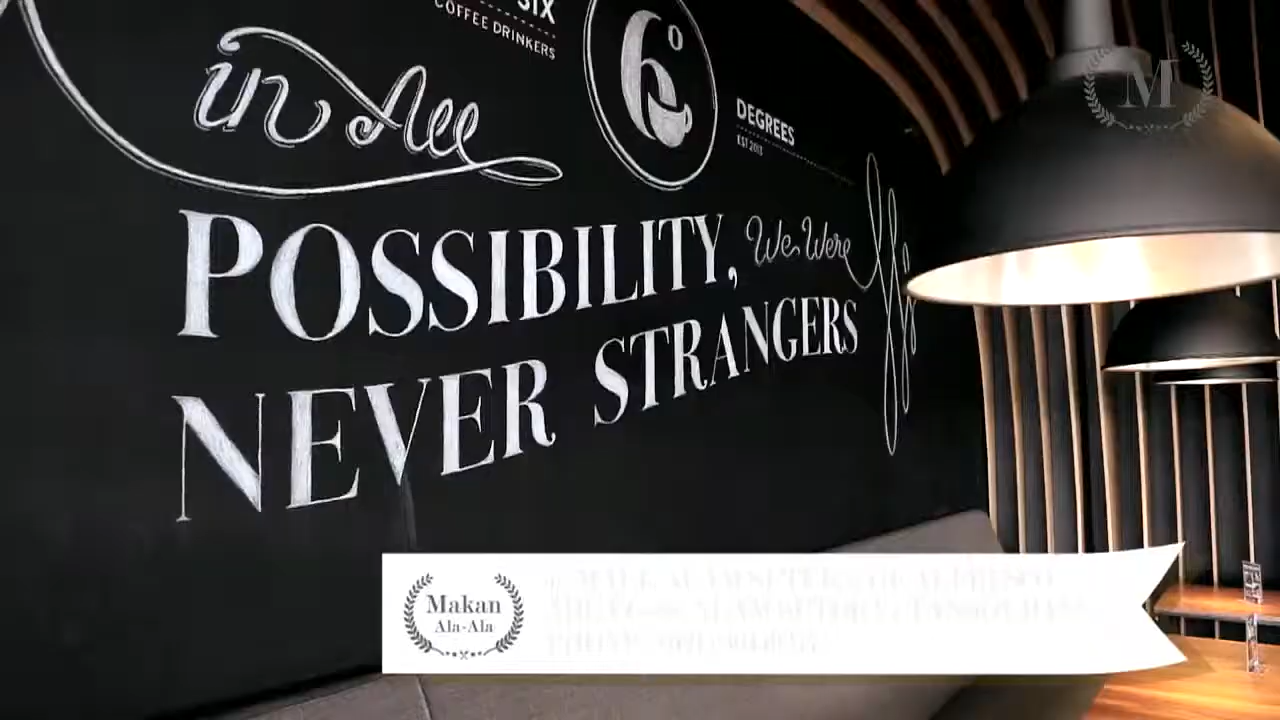 SIX
COFFEE DRINKERS
6°
DEGREES
EST 2013
in All
POSSIBILITY, We Were
NEVER STRANGERS
M
Makan
Ala-Ala